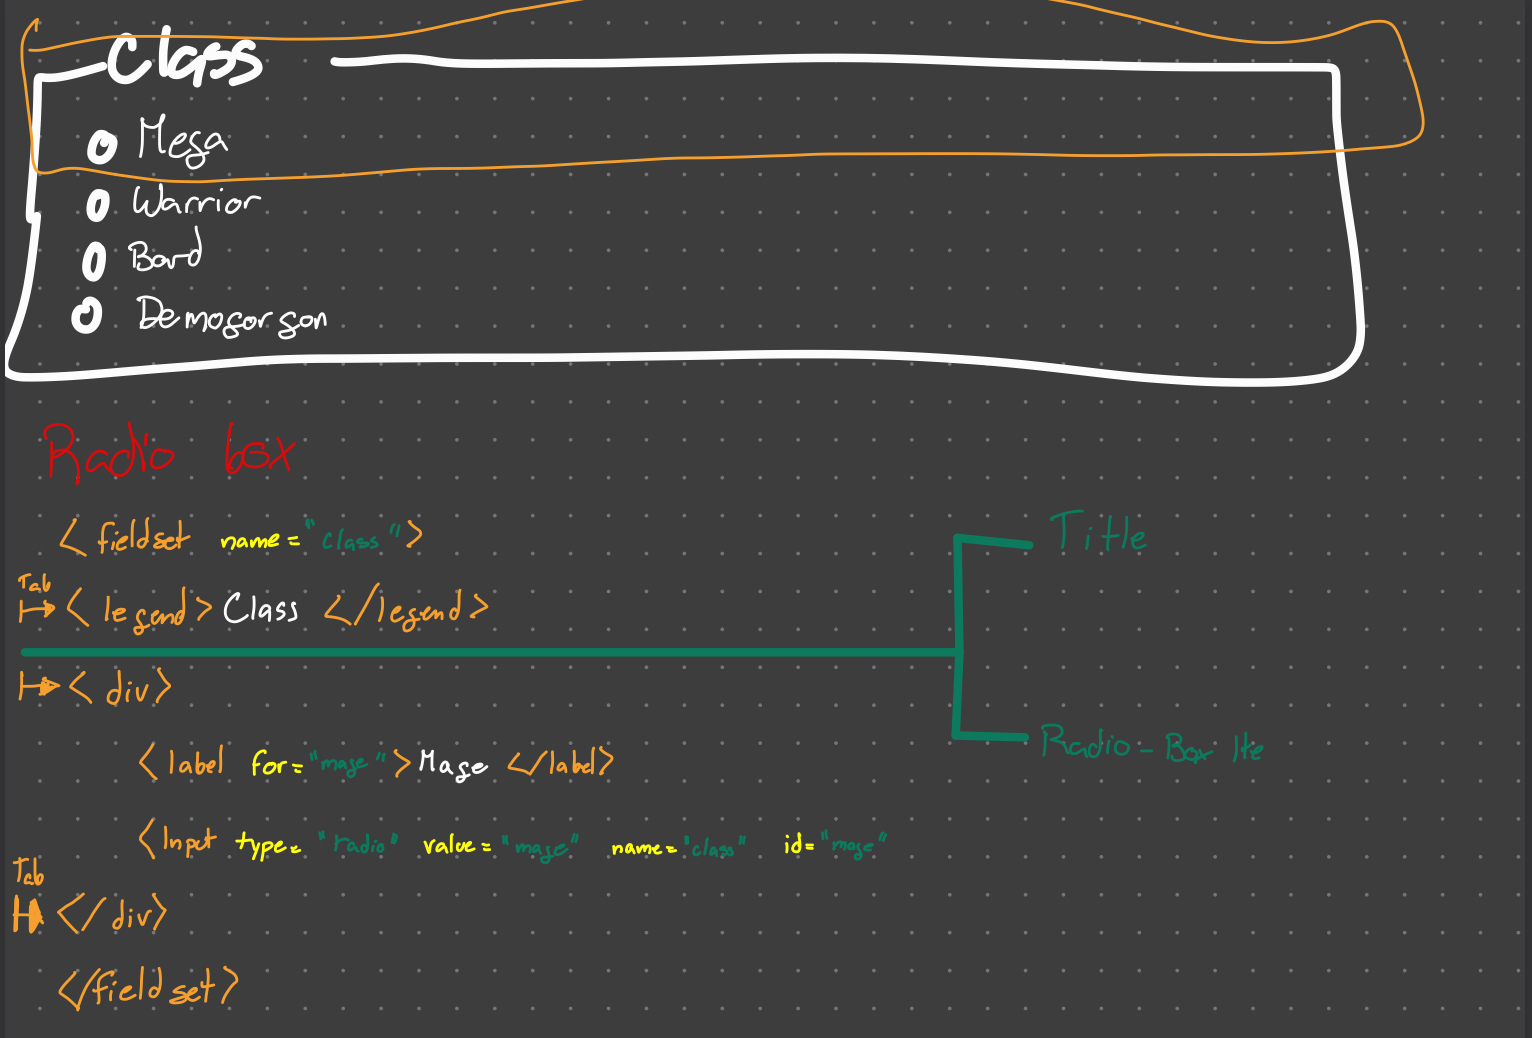 Class
Mega
Warrior
Bard
Demogorgon
Radio box
<fieldset name="class">
Title
Tab
<legend>Class </legend>
<div>
Radio-Box Ite
<label for="mage">Mage </label>
<Input type="radio" value="mage" name="class" id="mage"
Tab
</div>
</fieldset>